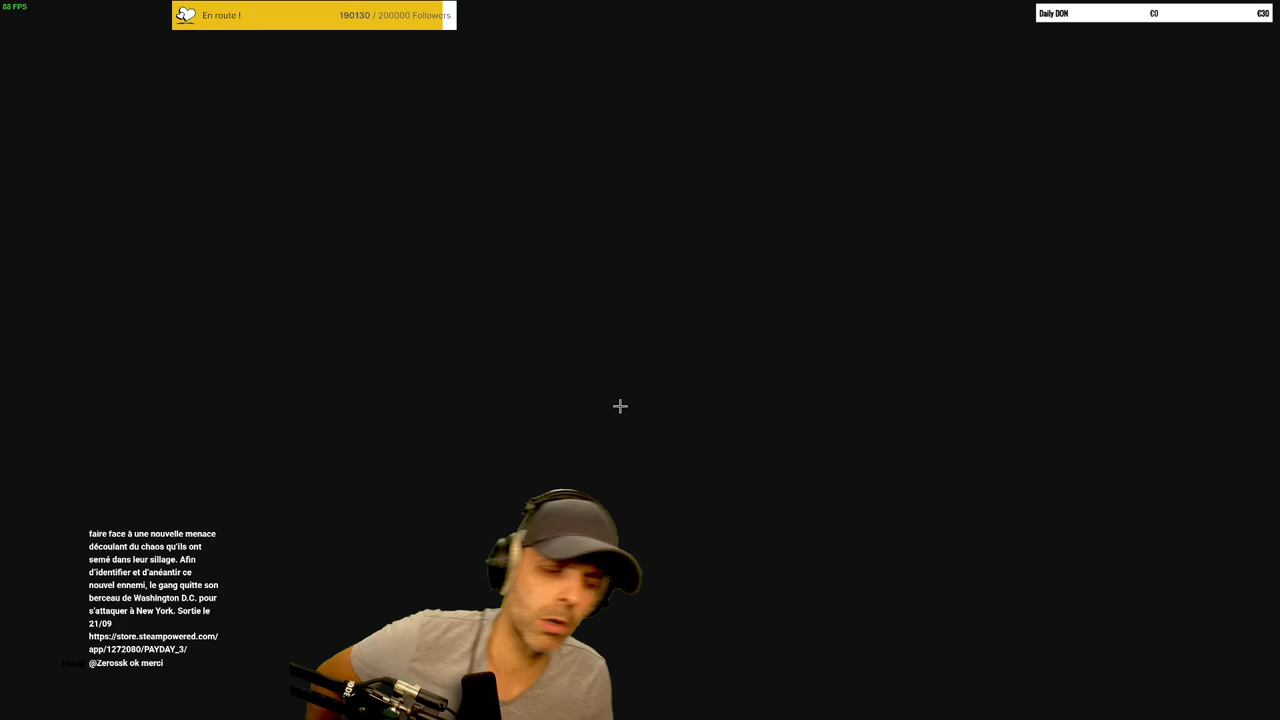 88 FPS
En route !
190130 / 200000 Followers
Daily DON
€0
€30
faire face à une nouvelle menace
découlant du chaos qu'ils ont
semé dans leur sillage. Afin
d'identifier et d'anéantir ce
nouvel ennemi, le gang quitte son
berceau de Washington D.C. pour
s'attaquer à New York. Sortie le
21/09
https://store.steampowered.com/
app/1272080/PAYDAY_3/
@Zerossk ok merci